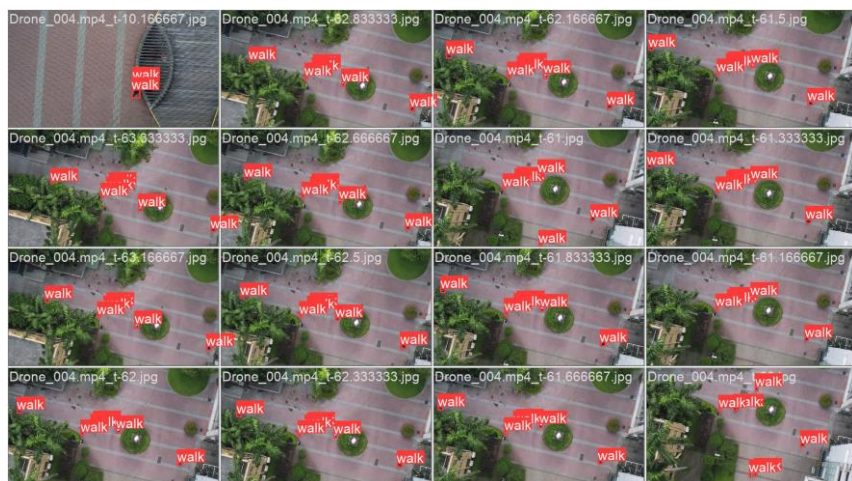 Drone_004.mp4_t-10.166667.jpg
walk
walk
Drone_004.mp4_t-62.833333.jpg
walk
walk
walk
walk
Drone_004.mp4_t-62.166667.jpg
walk
walk
walk
walk
Drone_004.mp4_t-61.5.jpg
walk
walk
walk
walk
Drone_004.mp4_t-63.333333.jpg
walk
walk
walk
walk
Drone_004.mp4_t-62.666667.jpg
walk
walk
walk
walk
Drone_004.mp4_t-61.jpg
walk
walk
walk
walk
Drone_004.mp4_t-61.333333.jpg
walk
walk
walk
walk
Drone_004.mp4_t-63.166667.jpg
walk
walk
walk
walk
Drone_004.mp4_t-62.5.jpg
walk
walk
walk
walk
Drone_004.mp4_t-61.833333.jpg
walk
walk
walk
walk
Drone_004.mp4_t-61.166667.jpg
walk
walk
walk
Drone_004.mp4_t-62.jpg
walk
walk
walk
walk
Drone_004.mp4_t-62.333333.jpg
walk
walk
walk
walk
Drone_004.mp4_t-61.666667.jpg
walk
walk
walk
walk
Drone_004.mp4_t
walk
walk
walk
walk
walk